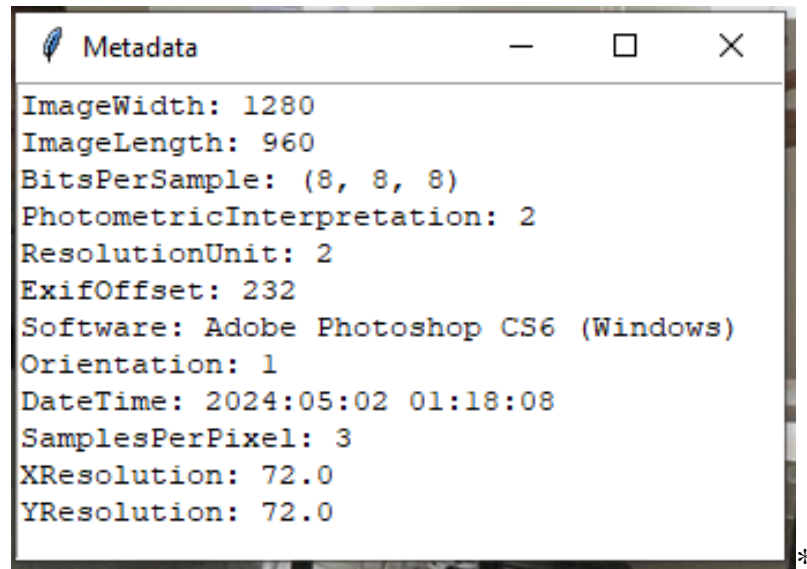 Metadata
ImageWidth: 1280
ImageLength: 960
BitsPerSample: (8, 8, 8)
PhotometricInterpretation: 2
ResolutionUnit: 2
ExifOffset: 232
Software: Adobe Photoshop CS6 (Windows)
Orientation: 1
DateTime: 2024:05:02 01:18:08
SamplesPerPixel: 3
XResolution: 72.0
YResolution: 72.0
*